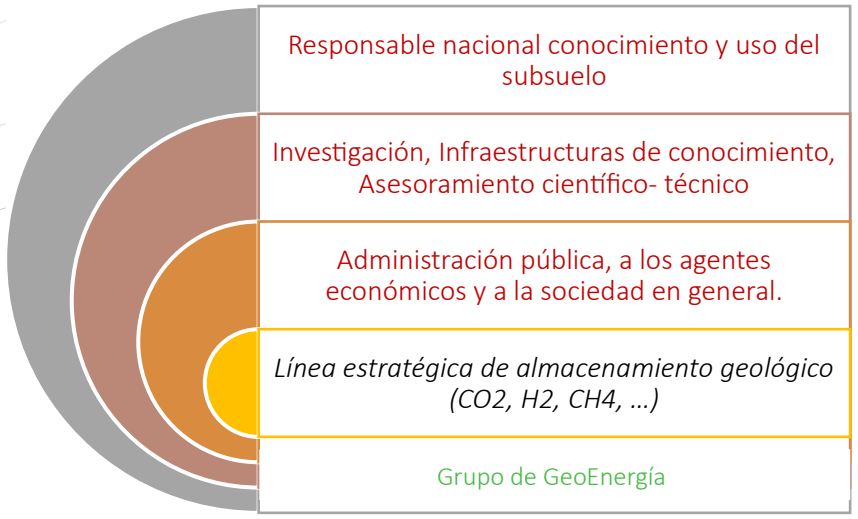 Responsable nacional conocimiento y uso del
subsuelo
Investigación, Infraestructuras de conocimiento,
Asesoramiento científico- técnico
Administración pública, a los agentes
económicos y a la sociedad en general.
Línea estratégica de almacenamiento geológico
(CO2, H2, CH4, ...)
Grupo de GeoEnergía